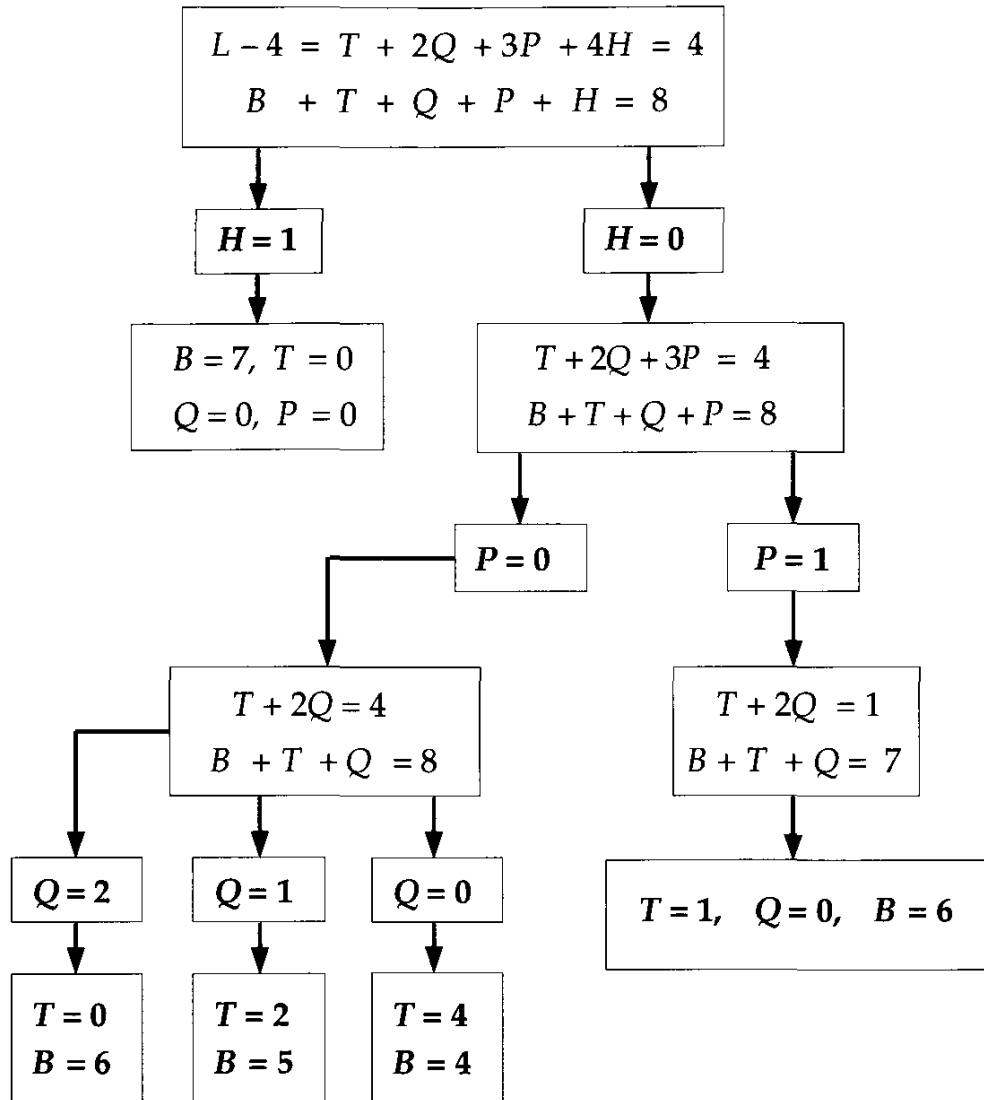 L − 4 = T + 2Q + 3P + 4H = 4
B + T + Q + P + H = 8
H = 1
H = 0
B = 7, T = 0
Q = 0, P = 0
T + 2Q + 3P = 4
B + T + Q + P = 8
P = 0
P = 1
T + 2Q = 4
B + T + Q = 8
T + 2Q = 1
B + T + Q = 7
Q = 2
Q = 1
Q = 0
T = 1, Q = 0, B = 6
T = 0
B = 6
T = 2
B = 5
T = 4
B = 4